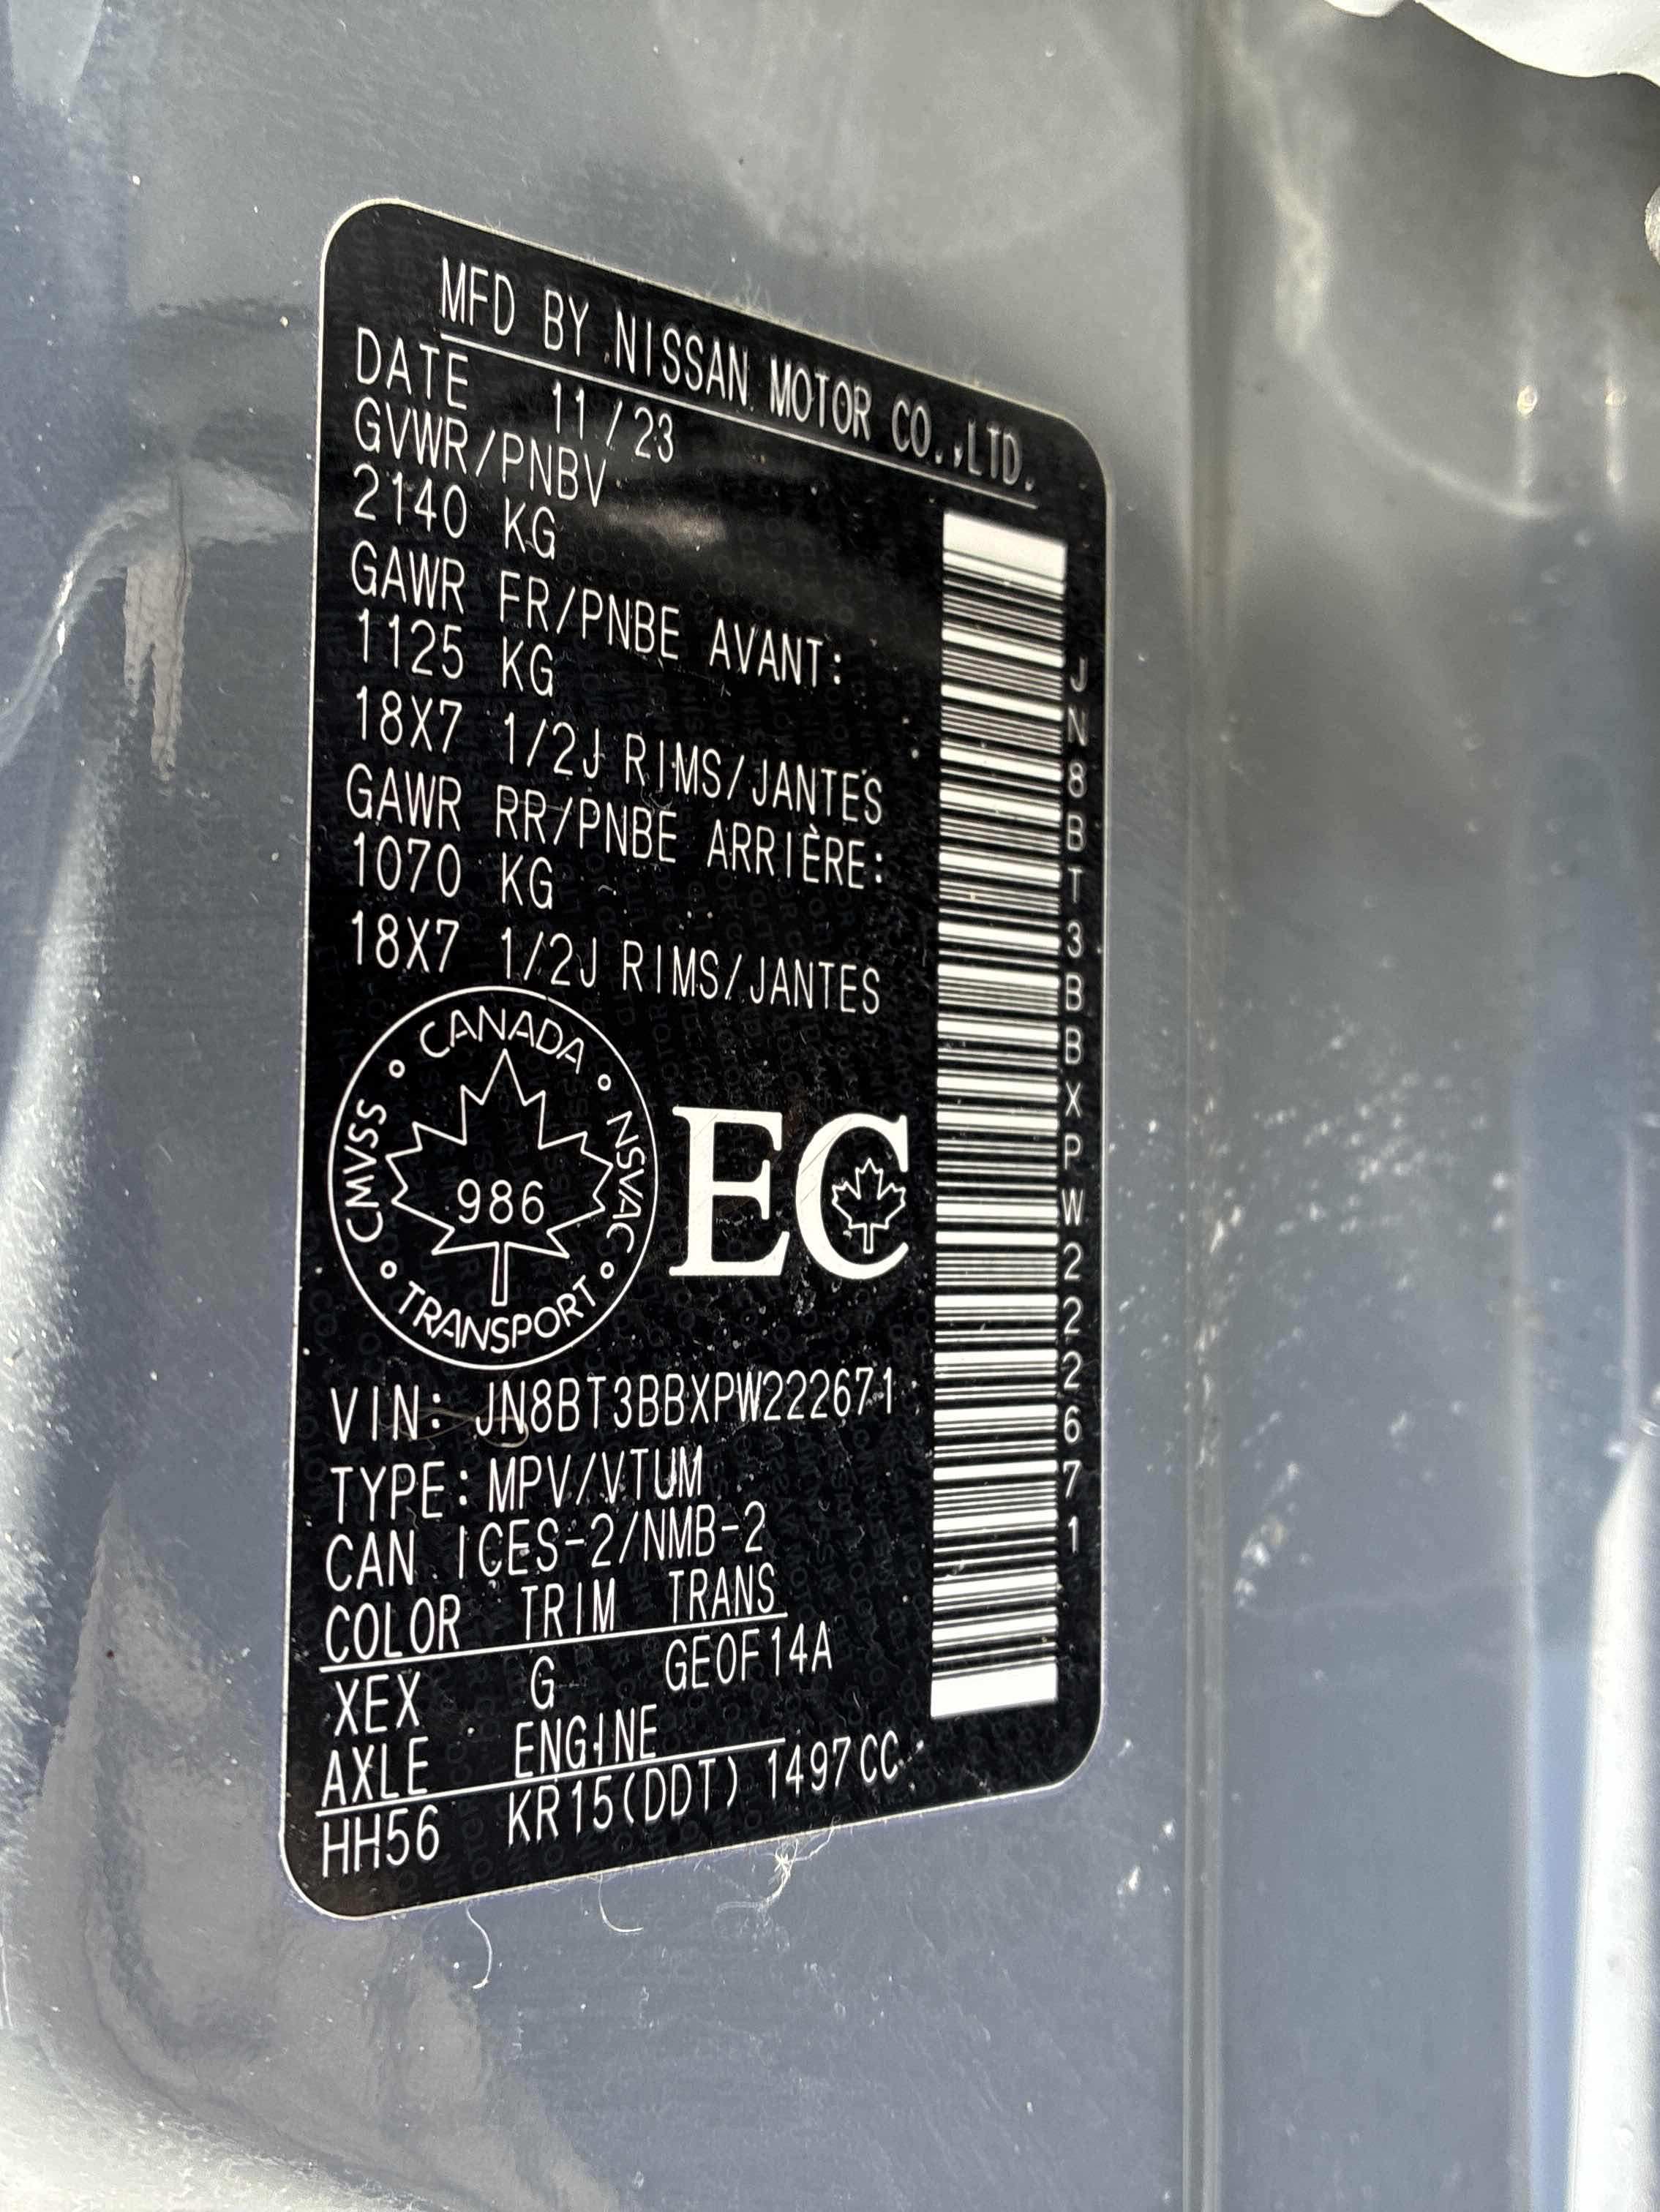 MFD BY NISSAN MOTOR CO.,LTD.
DATE 11/23
GVWR/PNBV
2140 KG
GAWR FR/PNBE AVANT:
1125 KG
18X7 1/2J RIMS/JANTES
GAWR RR/PNBE ARRIÈRE:
1070 KG
18X7 1/2J RIMS/JANTES
CANADA
CMVSS
NSVAC
986
TRANSPORT
EC
VIN: JN8BT3BBXPW222671
TYPE: MPV/VTUM
CAN ICES-2/NMB-2
COLOR TRIM TRANS
XEX G GE0F14A
AXLE ENGINE
HH56 KR15(DDT) 1497CC
JN8BT3BBXPW222671